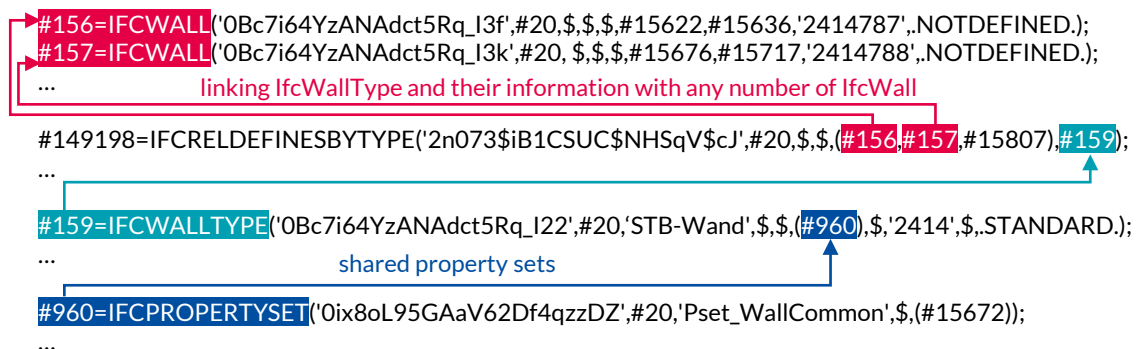 #156=IFCWALL('0Bc7i64YzANAdct5Rq_I3f',#20,$,$,$,#15622,#15636,'2414787',.NOTDEFINED.);
#157=IFCWALL('0Bc7i64YzANAdct5Rq_I3k',#20, $,$,$,#15676,#15717,'2414788',.NOTDEFINED.);
...
linking IfcWallType and their information with any number of IfcWall
#149198=IFCRELDEFINESBYTYPE('2n073$iB1CSUC$NHSqV$cJ',#20,$,$,(#156,#157,#15807),#159);
...
#159=IFCWALLTYPE('0Bc7i64YzANAdct5Rq_I22',#20,‘STB-Wand',$,$,(#960),$,'2414',$,.STANDARD.);
...
shared property sets
#960=IFCPROPERTYSET('0ix8oL95GAaV62Df4qzzDZ',#20,'Pset_WallCommon',$,(#15672));
...